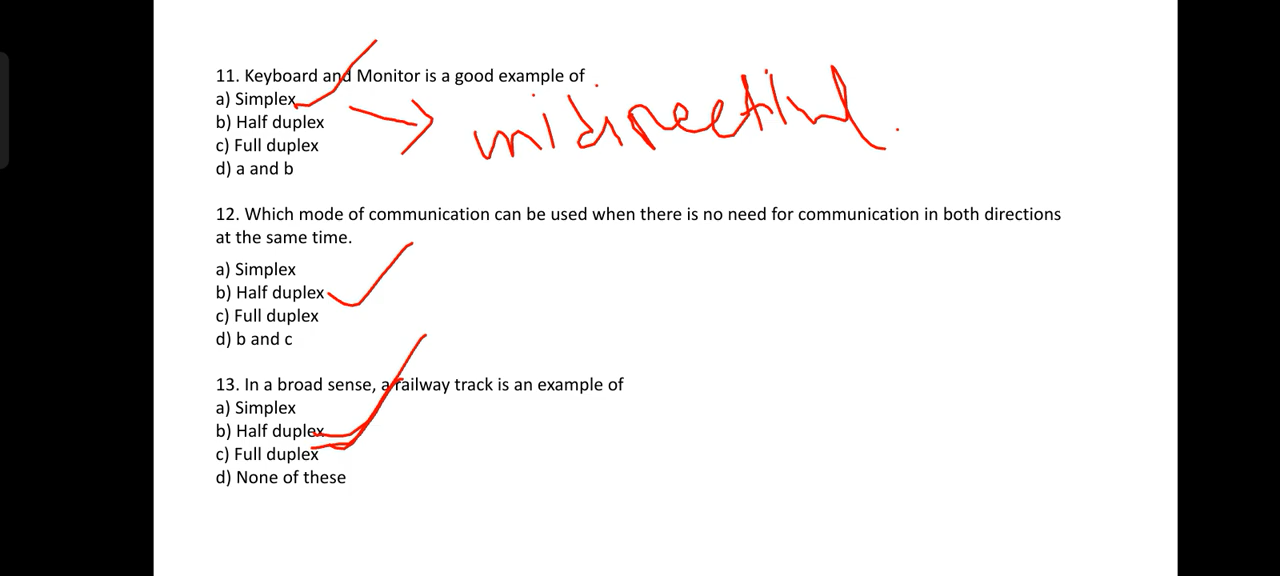 11. Keyboard and Monitor is a good example of
a) Simplex
b) Half duplex
c) Full duplex
d) a and b
12. Which mode of communication can be used when there is no need for communication in both directions
at the same time.
a) Simplex
b) Half duplex
c) Full duplex
d) b and c
13. In a broad sense, a railway track is an example of
a) Simplex
b) Half duplex
c) Full duplex
d) None of these